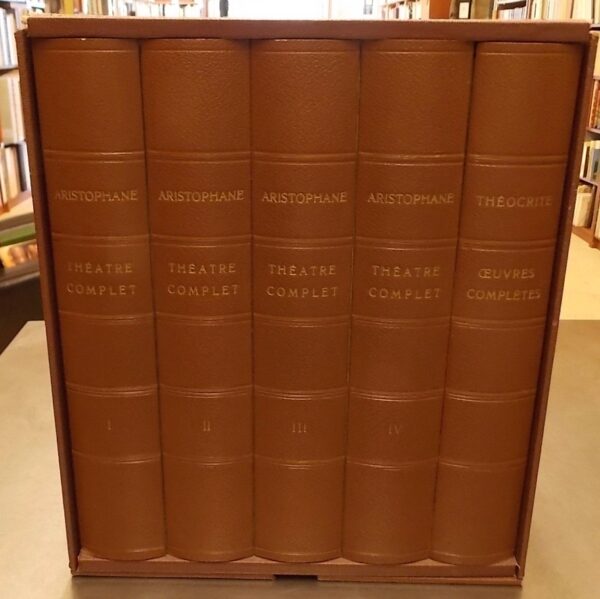 ARISTOPHANE
THÉATRE
COMPLET
I
ARISTOPHANE
THÉATRE
COMPLET
II
ARISTOPHANE
THÉATRE
COMPLET
III
ARISTOPHANE
THÉATRE
COMPLET
IV
THÉOCRITE
ŒUVRES
COMPLÈTES